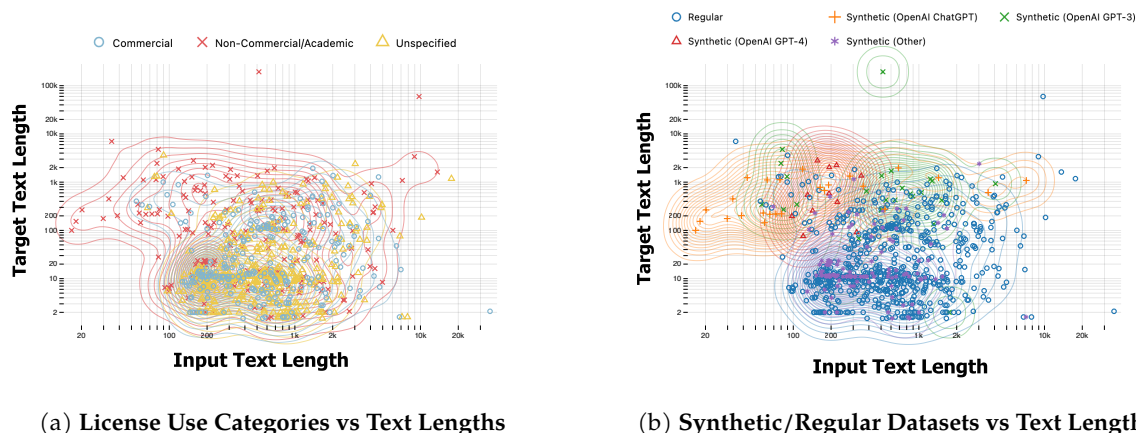 Commercial Non-Commercial/Academic Unspecified
100k
10k
2k
1k
200
100
20
10
2
Target Text Length
20 100 200 1k 2k 10k 20k
Input Text Length
(a) License Use Categories vs Text Lengths
Regular Synthetic (OpenAI ChatGPT) Synthetic (OpenAI GPT-3)
Synthetic (OpenAI GPT-4) Synthetic (Other)
100k
10k
2k
1k
200
100
20
10
2
Target Text Length
20 100 200 1k 2k 10k 20k
Input Text Length
(b) Synthetic/Regular Datasets vs Text Length